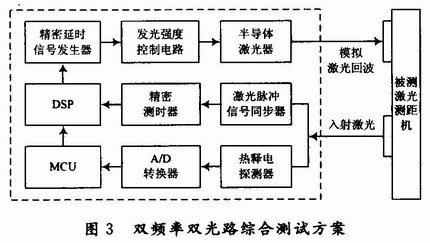 精密延时
信号发生器
发光强度
控制电路
半导体
激光器
模拟
激光回波
DSP
精密
测时器
激光脉冲
信号同步器
入射激光
MCU
A/D
转换器
热释电
探测器
被测激光测距机
图3 双频率双光路综合测试方案